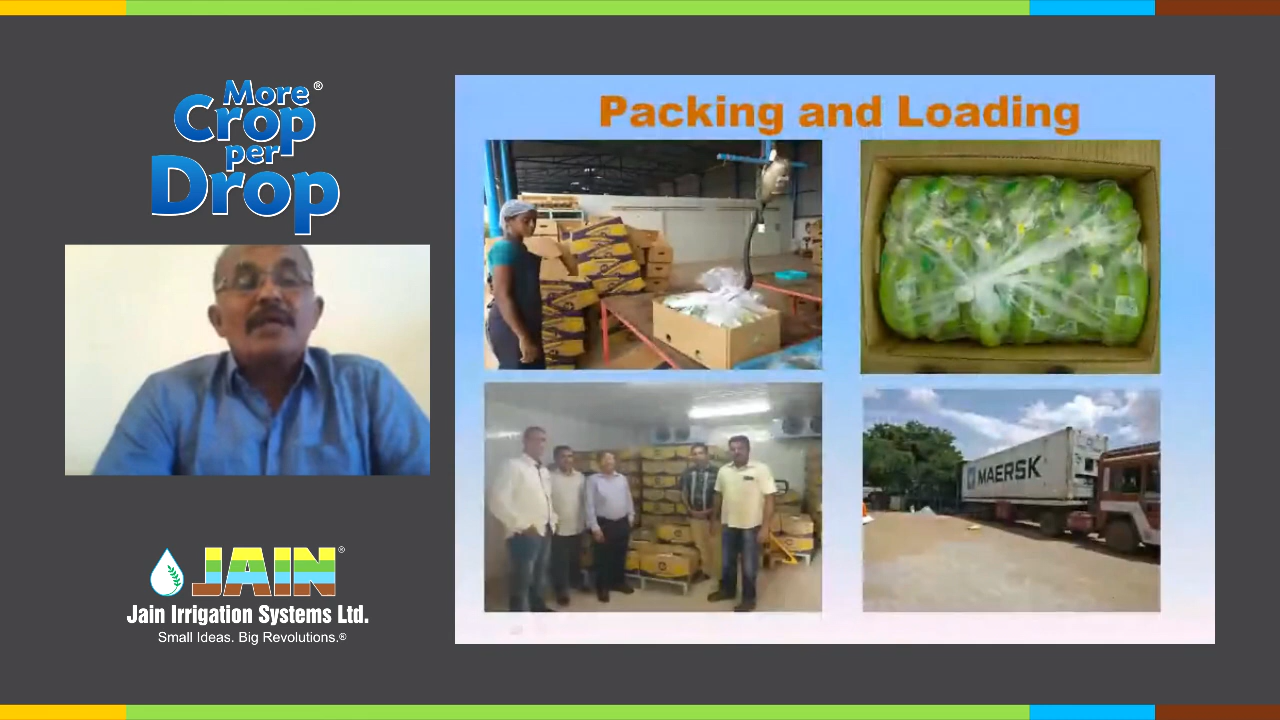 More®
Crop
per
Drop
JAIN®
Jain Irrigation Systems Ltd.
Small Ideas. Big Revolutions.®
Packing and Loading
MAERSK